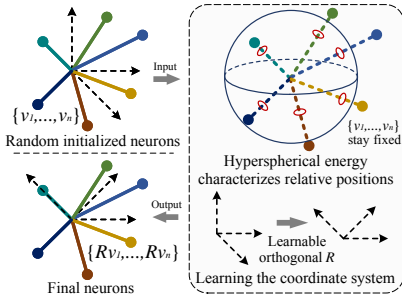 {v₁,...,vₙ}
Random initialized neurons
Input
{v₁,...,vₙ}
stay fixed
Hyperspherical energy
characterizes relative positions
Learnable
orthogonal R
Learning the coordinate system
Output
{Rv₁,...,Rvₙ}
Final neurons